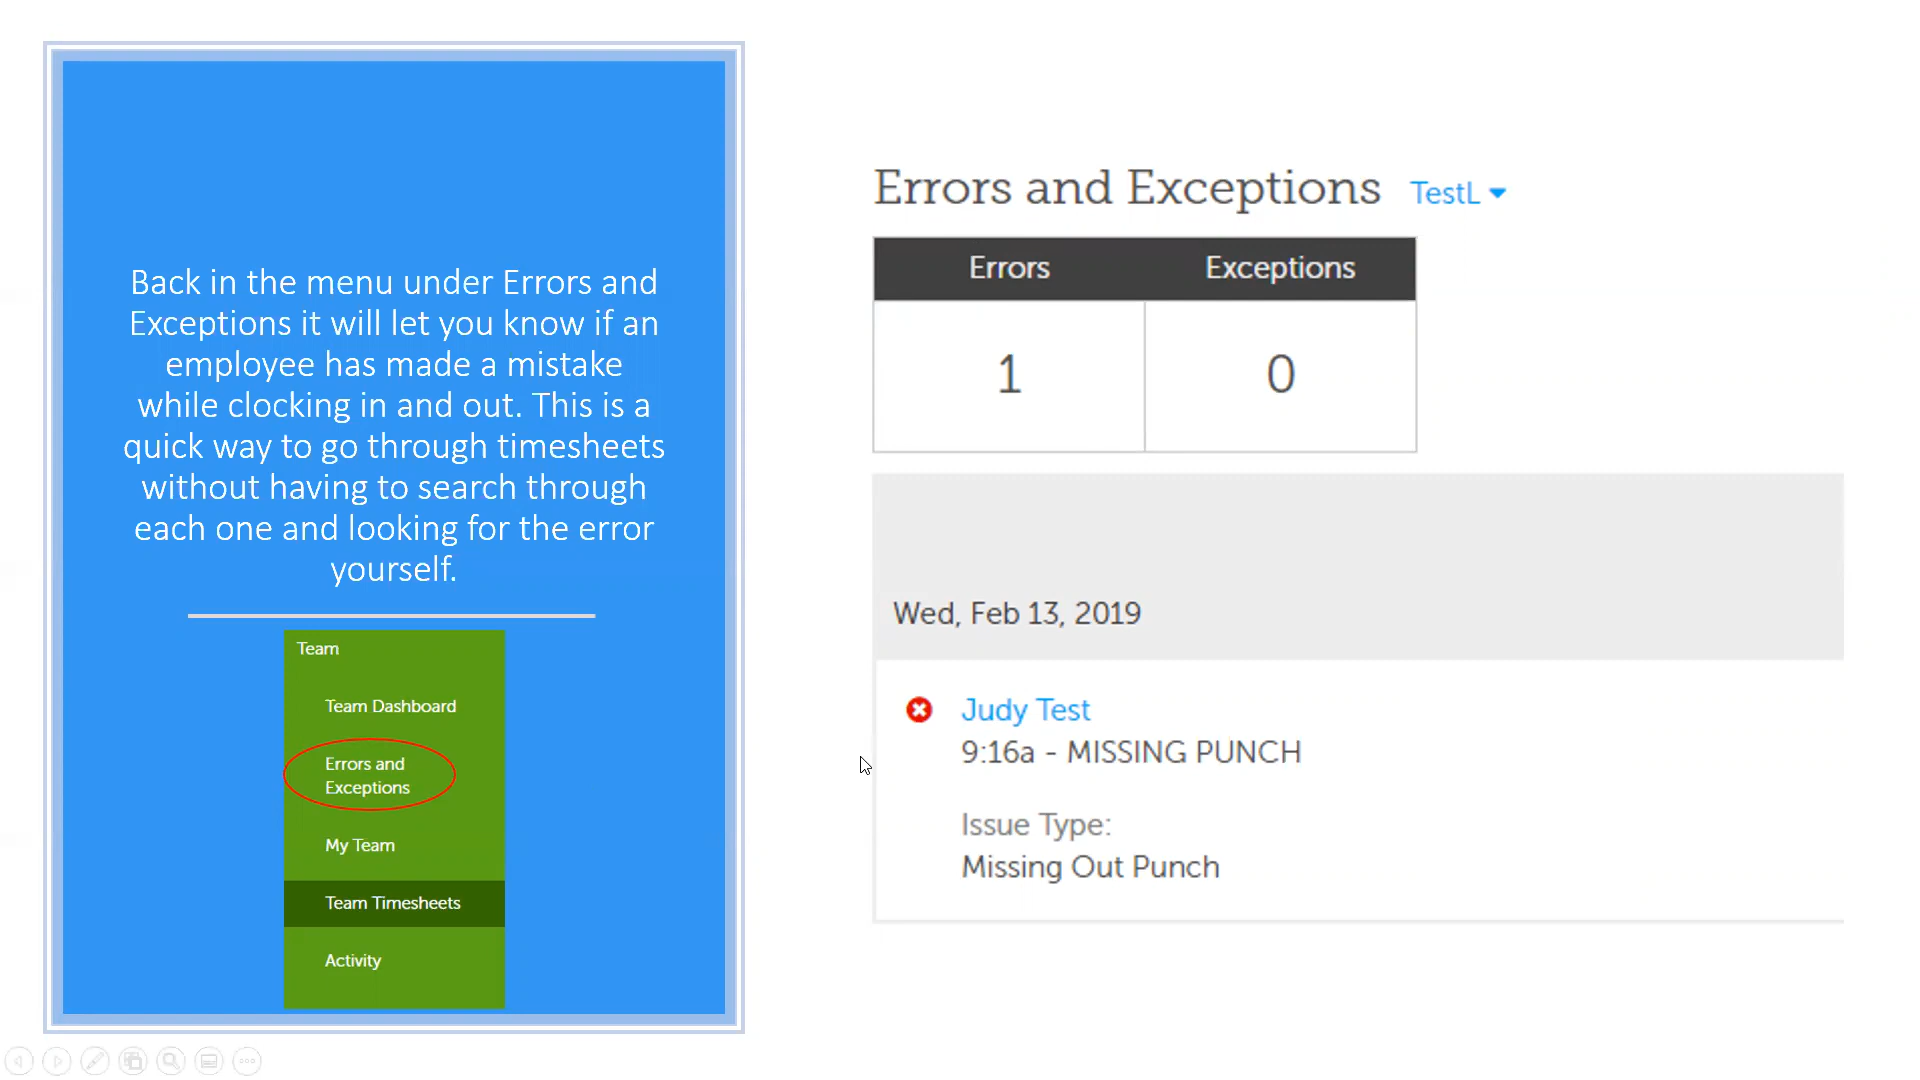 Back in the menu under Errors and
Exceptions it will let you know if an
employee has made a mistake
while clocking in and out. This is a
quick way to go through timesheets
without having to search through
each one and looking for the error
yourself.
Team
Team Dashboard
Errors and
Exceptions
My Team
Team Timesheets
Activity
Errors and Exceptions TestL
Errors Exceptions
1 0
Wed, Feb 13, 2019
Judy Test
9:16a - MISSING PUNCH
Issue Type:
Missing Out Punch